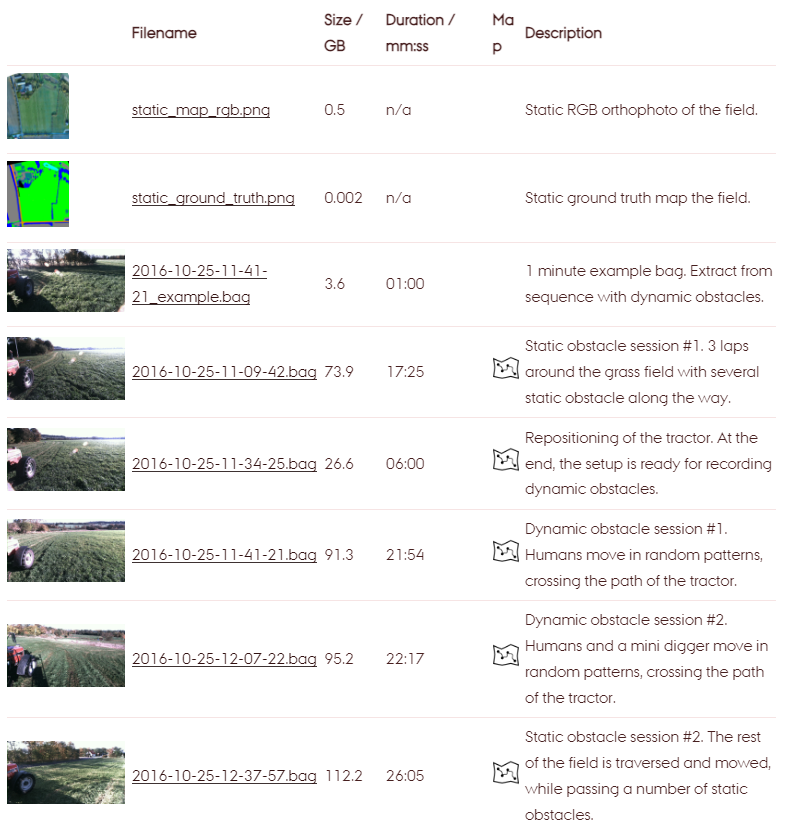 Filename
Size / GB
Duration / mm:ss
Ma p
Description
static_map_rgb.png 0.5 n/a Static RGB orthophoto of the field.
static_ground_truth.png 0.002 n/a Static ground truth map the field.
2016-10-25-11-41-
21_example.bag
3.6 01:00
1 minute example bag. Extract from
sequence with dynamic obstacles.
2016-10-25-11-09-42.bag 73.9 17:25
Static obstacle session #1. 3 laps
around the grass field with several
static obstacle along the way.
2016-10-25-11-34-25.bag 26.6 06:00
Repositioning of the tractor. At the
end, the setup is ready for recording
dynamic obstacles.
2016-10-25-11-41-21.bag 91.3 21:54
Dynamic obstacle session #1.
Humans move in random patterns,
crossing the path of the tractor.
2016-10-25-12-07-22.bag 95.2 22:17
Dynamic obstacle session #2.
Humans and a mini digger move in
random patterns, crossing the path
of the tractor.
2016-10-25-12-37-57.bag 112.2 26:05
Static obstacle session #2. The rest
of the field is traversed and mowed,
while passing a number of static
obstacles.